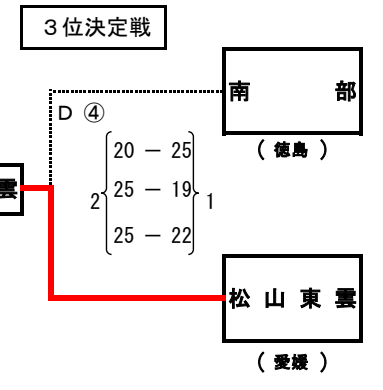 ３位決定戦
南 部
( 徳島 )
D ④
20 － 25
雲
2 25 － 19 1
25 － 22
松 山 東 雲
( 愛媛 )